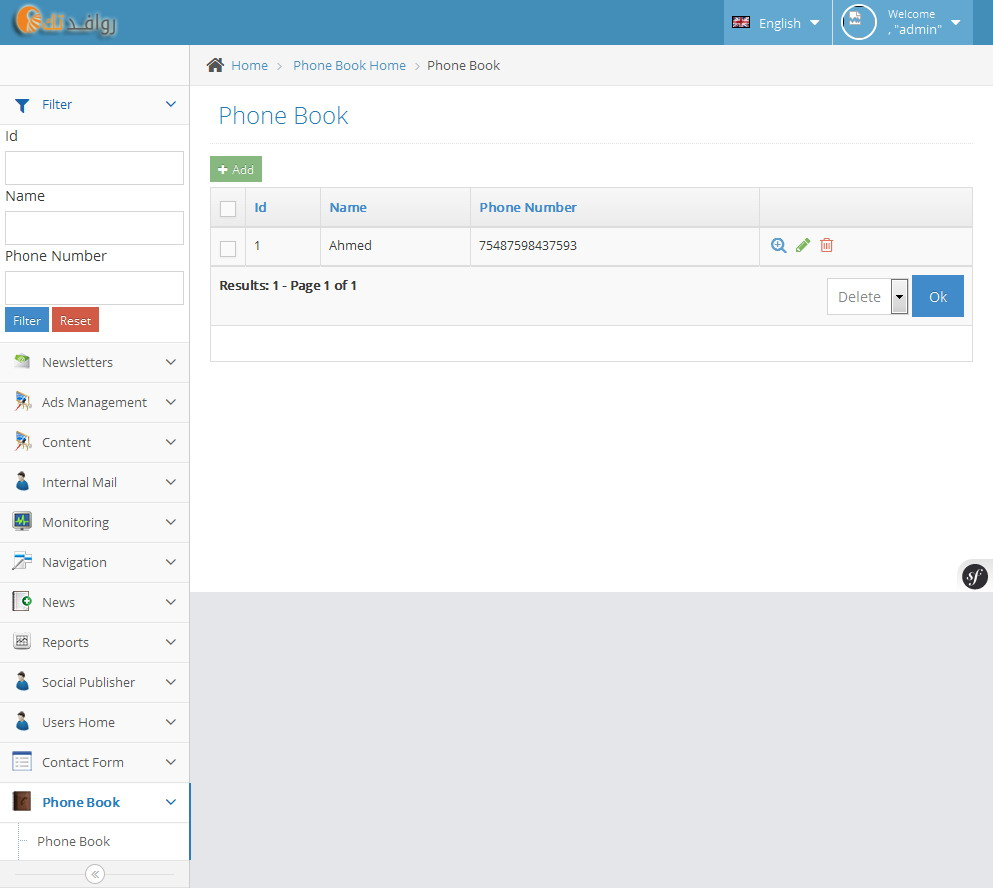 روافد rdi
English
Welcome
, "admin"
Home
Phone Book Home
Phone Book
Filter
Id
Name
Phone Number
Filter
Reset
Newsletters
Ads Management
Content
Internal Mail
Monitoring
Navigation
News
Reports
Social Publisher
Users Home
Contact Form
Phone Book
Phone Book
Phone Book
+ Add
Id Name Phone Number
1 Ahmed 75487598437593
Results: 1 - Page 1 of 1
Delete
Ok
sf